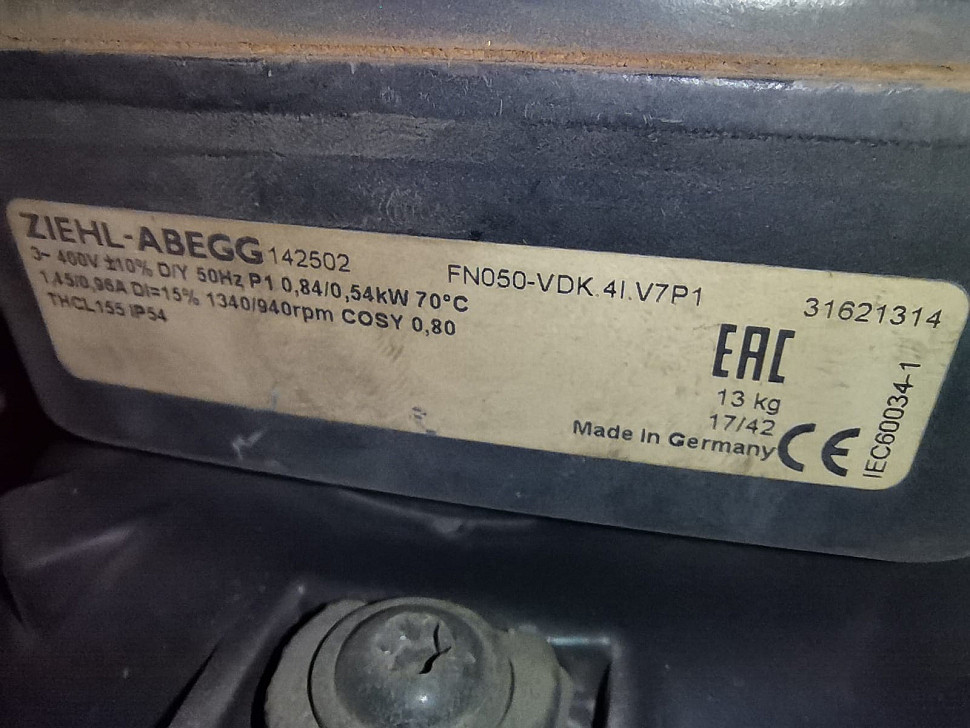 ZIEHL-ABEGG 142502 FN050-VDK.4I.V7P1 31621314
3~ 400V ±10% D/Y 50Hz P1 0,84/0,54kW 70°C
1,45/0,96A DI=15% 1340/940rpm COSY 0,80
THCL155 IP54
EAC
13 kg
17/42
Made In Germany CE
IEC60034-1